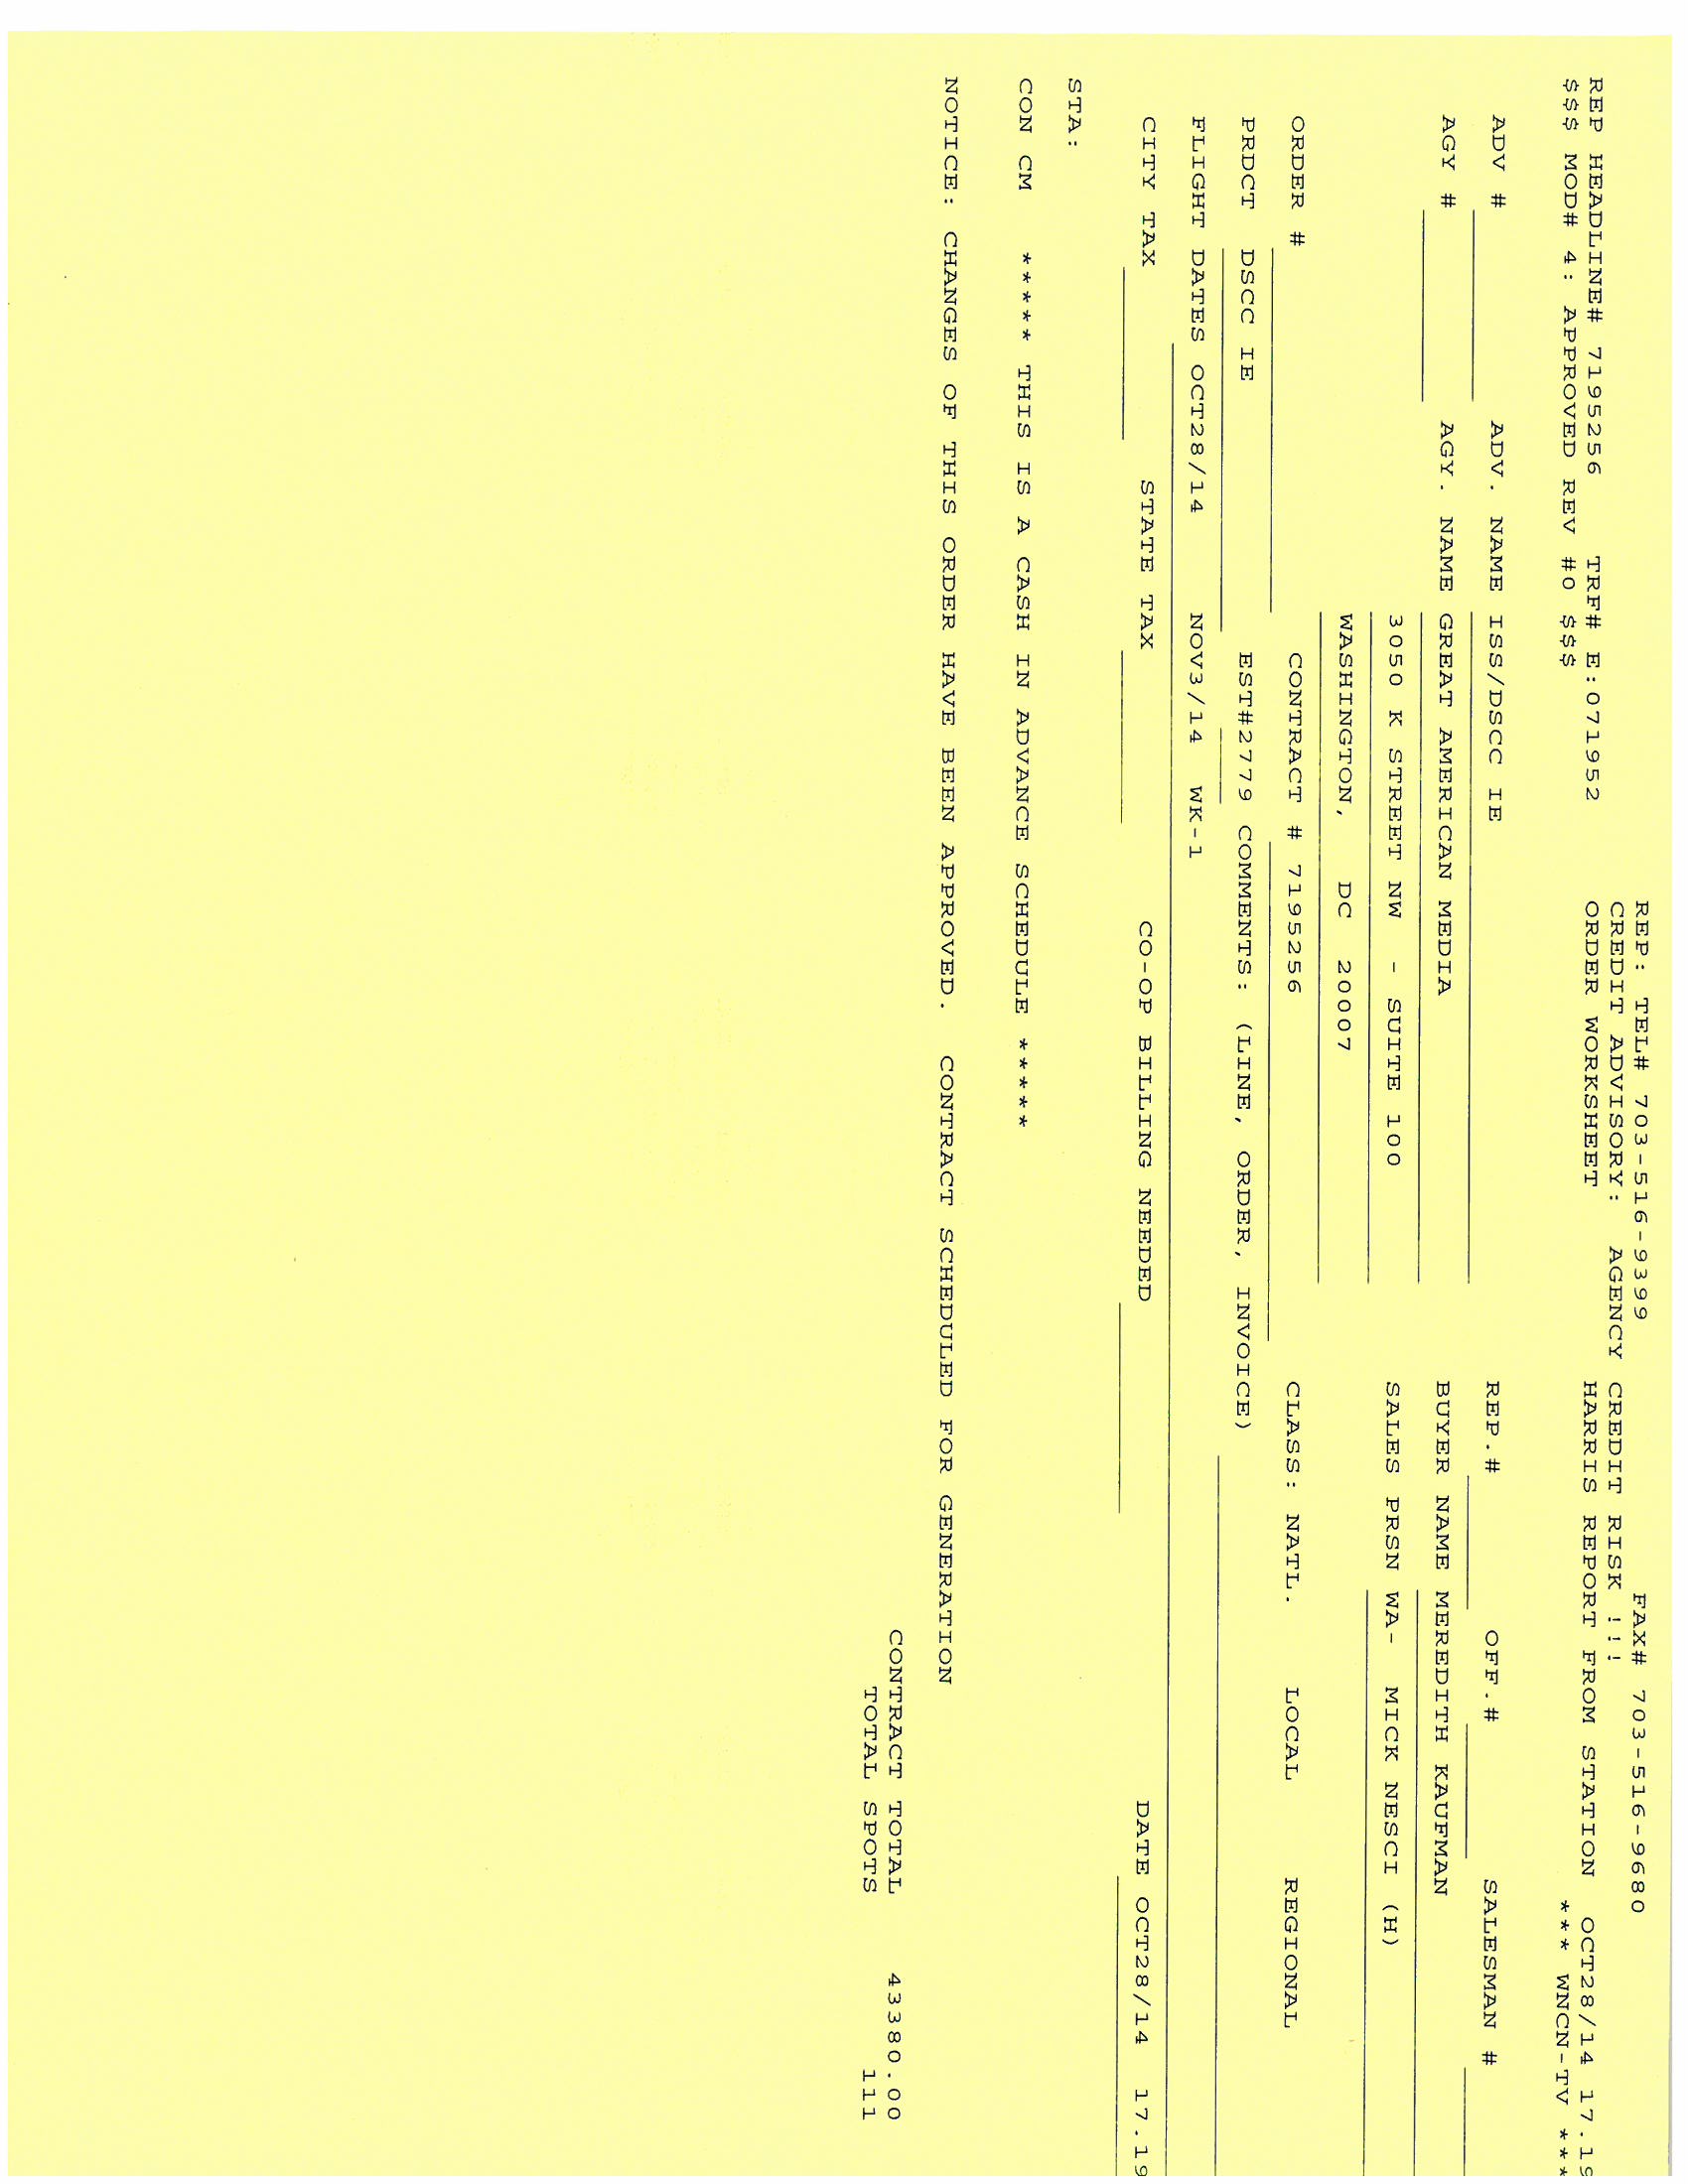 REP: TEL# 703-516-9399 FAX# 703-516-9680
CREDIT ADVISORY: AGENCY CREDIT RISK !!!
ORDER WORKSHEET HARRIS REPORT FROM STATION OCT28/14 17.19
REP HEADLINE# 7195256 TRF# E:071952
$$$ MOD# 4: APPROVED REV #0 $$$ *** WNCN-TV ***
ADV # ADV. NAME ISS/DSCC IE REP.# OFF.# SALESMAN #
AGY # AGY. NAME GREAT AMERICAN MEDIA BUYER NAME MEREDITH KAUFMAN
3050 K STREET NW - SUITE 100 SALES PRSN WA- MICK NESCI (H)
WASHINGTON, DC 20007
ORDER # CONTRACT # 7195256 CLASS: NATL. LOCAL REGIONAL
PRDCT DSCC IE EST#2779 COMMENTS: (LINE, ORDER, INVOICE)
FLIGHT DATES OCT28/14 NOV3/14 WK-1
CITY TAX STATE TAX CO-OP BILLING NEEDED DATE OCT28/14 17.19
STA:
CON CM ***** THIS IS A CASH IN ADVANCE SCHEDULE *****
NOTICE: CHANGES OF THIS ORDER HAVE BEEN APPROVED. CONTRACT SCHEDULED FOR GENERATION
CONTRACT TOTAL 43380.00
TOTAL SPOTS 111